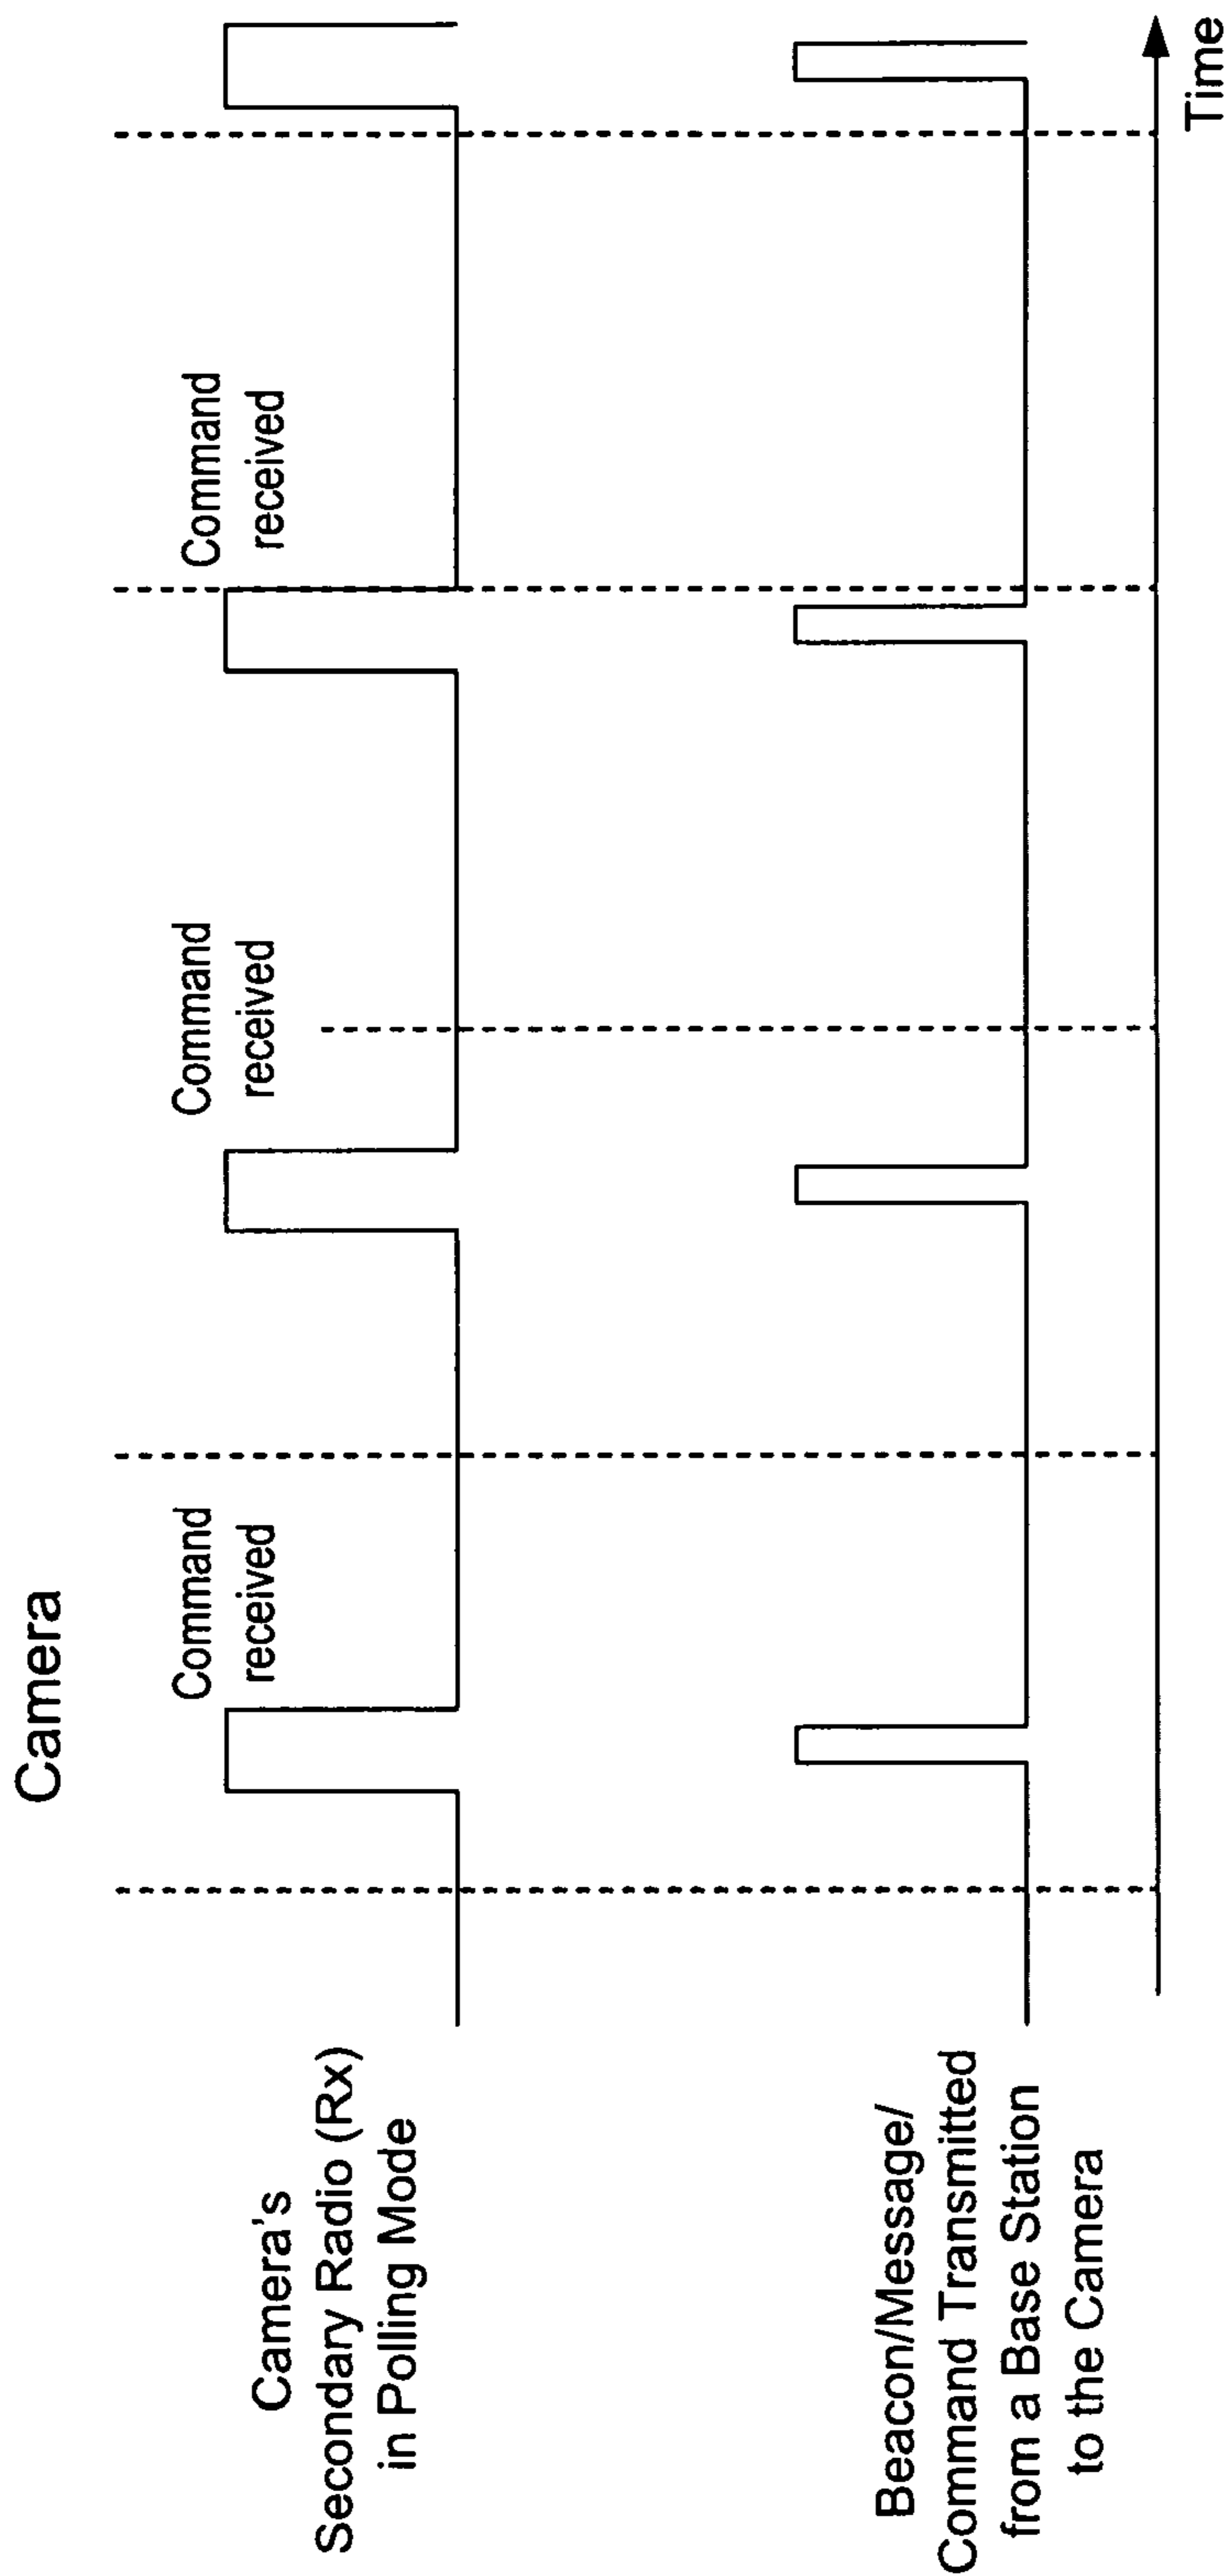 Camera
Command
received
Command
received
Command
received
Camera's
Secondary Radio (Rx)
in Polling Mode
Beacon/Message/
Command Transmitted
from a Base Station
to the Camera
Time